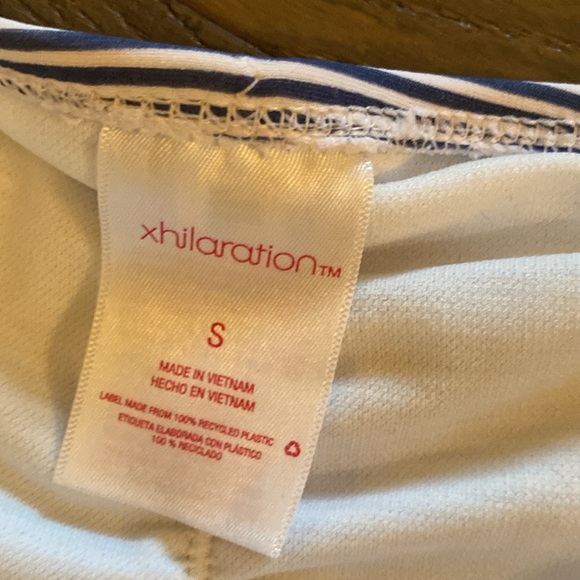 xhilaration™
S
MADE IN VIETNAM
HECHO EN VIETNAM
LABEL MADE FROM 100% RECYCLED PLASTIC
ETIQUETA ELABORADA CON PLÁSTICO
100 % RECICLADO